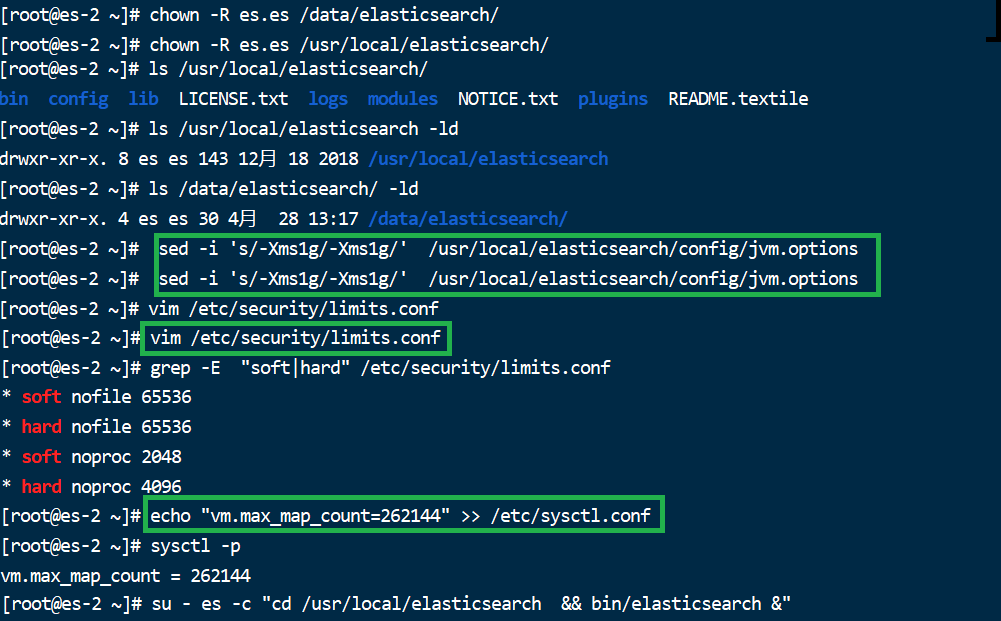 [root@es-2 ~]# chown -R es.es /data/elasticsearch/
[root@es-2 ~]# chown -R es.es /usr/local/elasticsearch/
[root@es-2 ~]# ls /usr/local/elasticsearch/
bin  config  lib  LICENSE.txt  logs  modules  NOTICE.txt  plugins  README.textile
[root@es-2 ~]# ls /usr/local/elasticsearch -ld
drwxr-xr-x. 8 es es 143 12月 18 2018 /usr/local/elasticsearch
[root@es-2 ~]# ls /data/elasticsearch/ -ld
drwxr-xr-x. 4 es es 30 4月  28 13:17 /data/elasticsearch/
[root@es-2 ~]#  sed -i 's/-Xms1g/-Xms1g/'  /usr/local/elasticsearch/config/jvm.options
[root@es-2 ~]#  sed -i 's/-Xms1g/-Xms1g/'  /usr/local/elasticsearch/config/jvm.options
[root@es-2 ~]# vim /etc/security/limits.conf
[root@es-2 ~]# vim /etc/security/limits.conf
[root@es-2 ~]# grep -E  "soft|hard" /etc/security/limits.conf
* soft nofile 65536
* hard nofile 65536
* soft noproc 2048
* hard noproc 4096
[root@es-2 ~]# echo "vm.max_map_count=262144" >> /etc/sysctl.conf
[root@es-2 ~]# sysctl -p
vm.max_map_count = 262144
[root@es-2 ~]# su - es -c "cd /usr/local/elasticsearch  && bin/elasticsearch &"